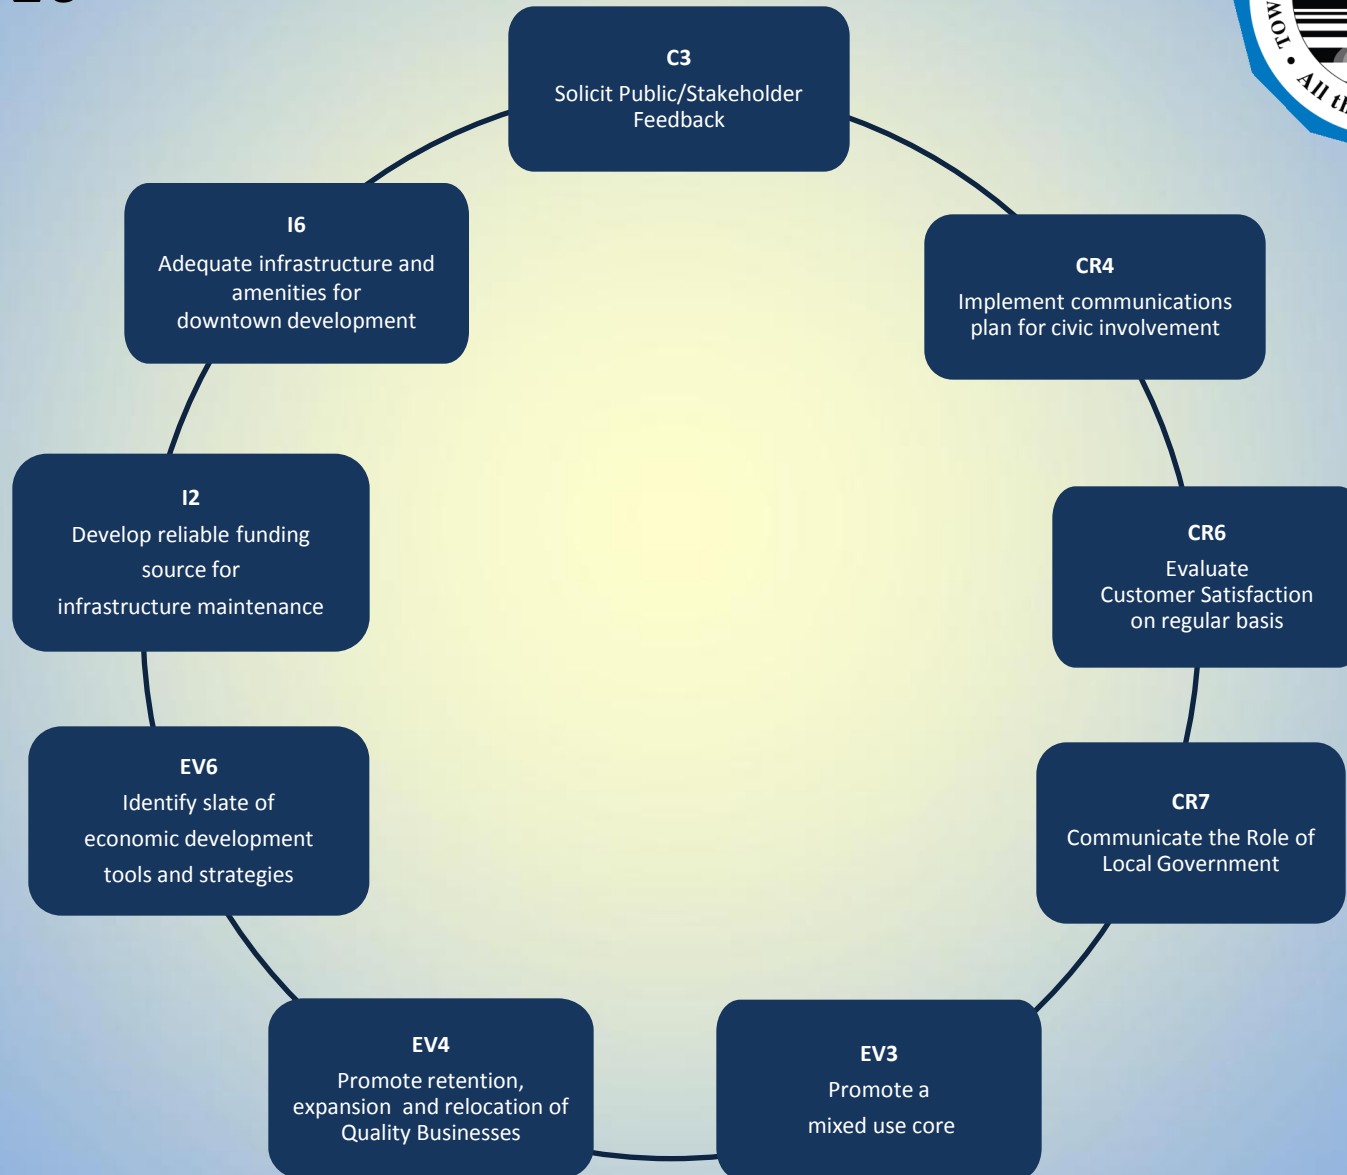 C3
Solicit Public/Stakeholder
Feedback
TOW
• All th
I6
Adequate infrastructure and
amenities for
downtown development
CR4
Implement communications
plan for civic involvement
I2
Develop reliable funding
source for
infrastructure maintenance
CR6
Evaluate
Customer Satisfaction
on regular basis
EV6
Identify slate of
economic development
tools and strategies
CR7
Communicate the Role of
Local Government
EV4
Promote retention,
expansion and relocation of
Quality Businesses
EV3
Promote a
mixed use core